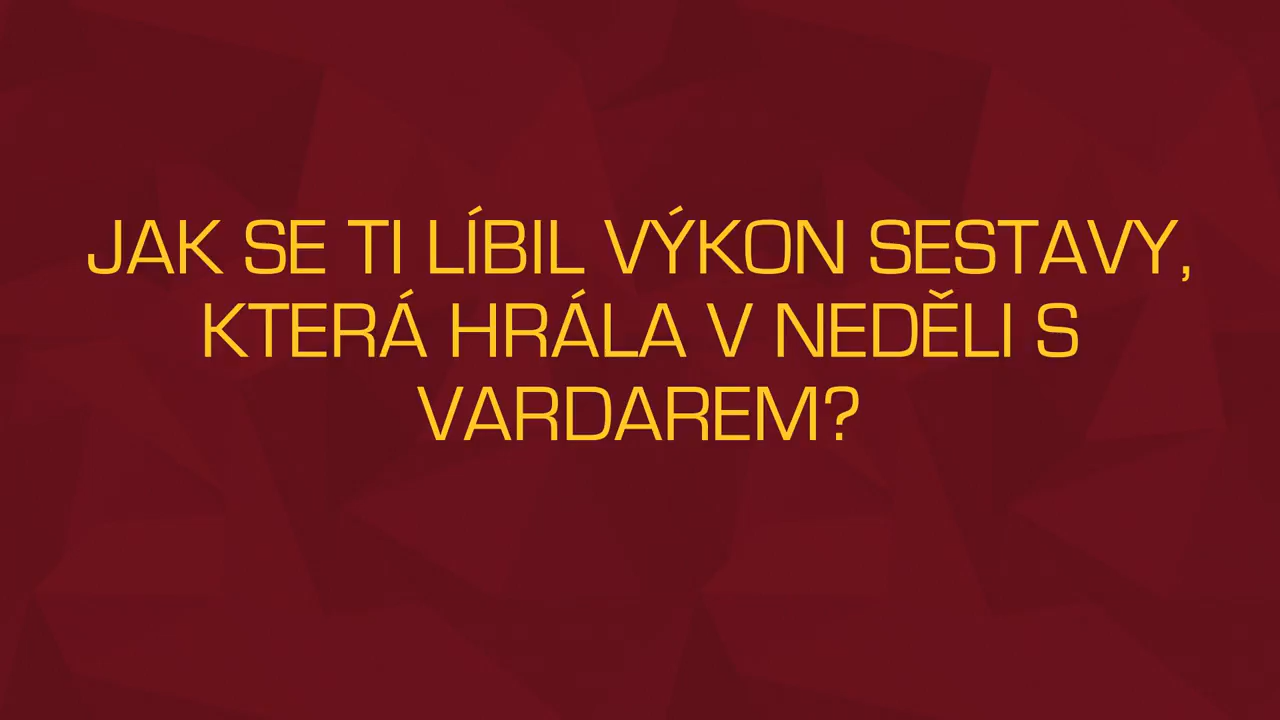 JAK SE TI LÍBIL VÝKON SESTAVY,
KTERÁ HRÁLA V NEDĚLI S
VARDAREM?